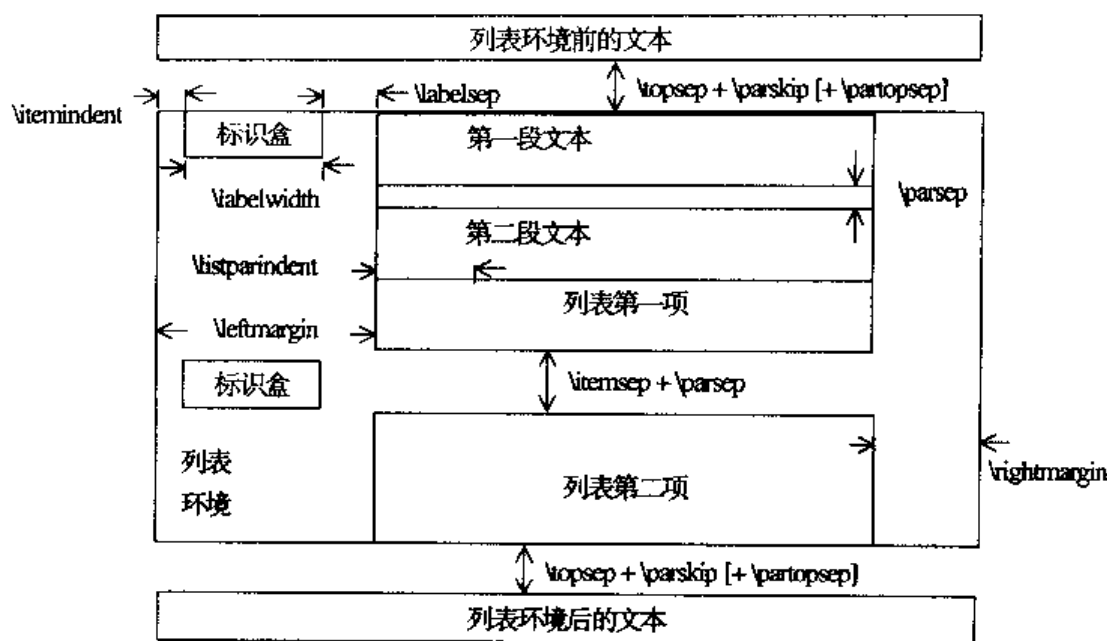 列表环境前的文本
\topsep + \parskip [+ \partopsep]
\labelsep
\itemindent
标识盒
第一段文本
\labelwidth
\parsep
第二段文本
\listparindent
列表第一项
\leftmargin
标识盒
\itemsep + \parsep
列表
环境
列表第二项
\rightmargin
\topsep + \parskip [+ \partopsep]
列表环境后的文本